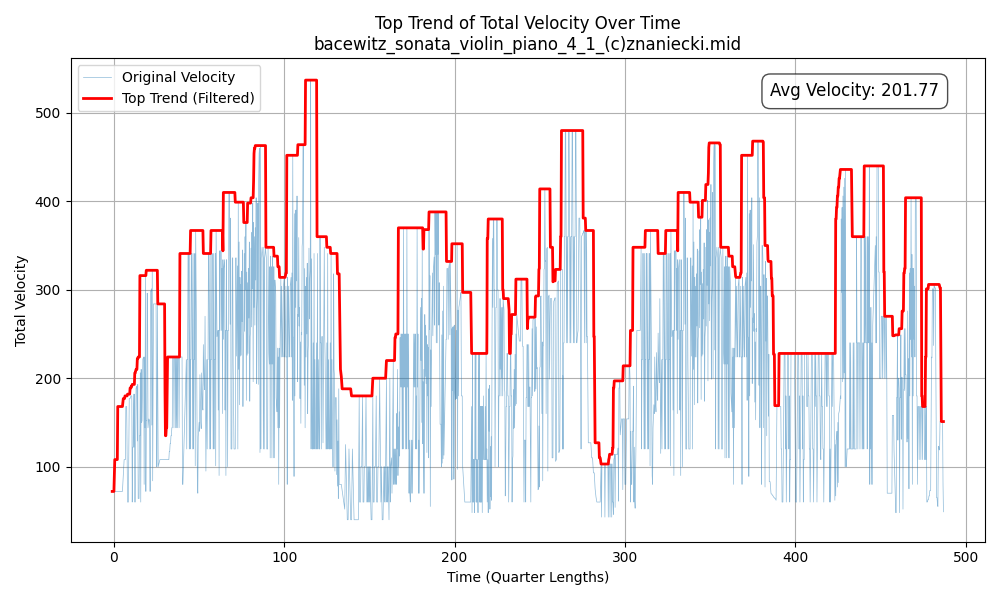 Top Trend of Total Velocity Over Time
bacewitz_sonata_violin_piano_4_1_(c)znaniecki.mid
Original Velocity
Top Trend (Filtered)
Avg Velocity: 201.77
500
400
300
200
100
Total Velocity
0 100 200 300 400 500
Time (Quarter Lengths)